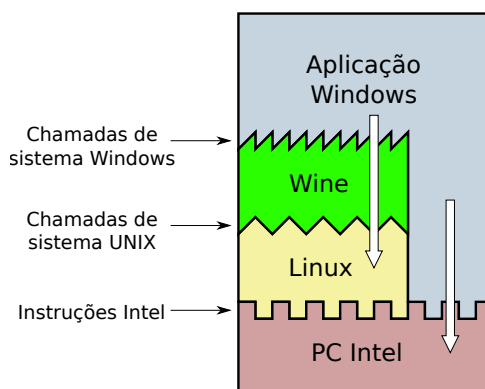 Aplicação
Windows
Chamadas de
sistema Windows
Wine
Chamadas de
sistema UNIX
Linux
Instruções Intel
PC Intel